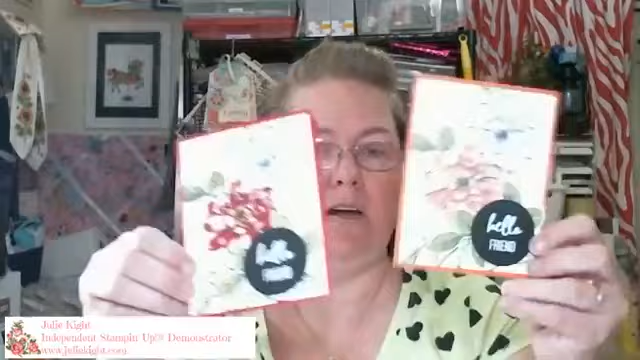 hello
FRIEND
hello
FRIEND
Julie Kight
Independent Stampin' Up!® Demonstrator
www.juliekight.com